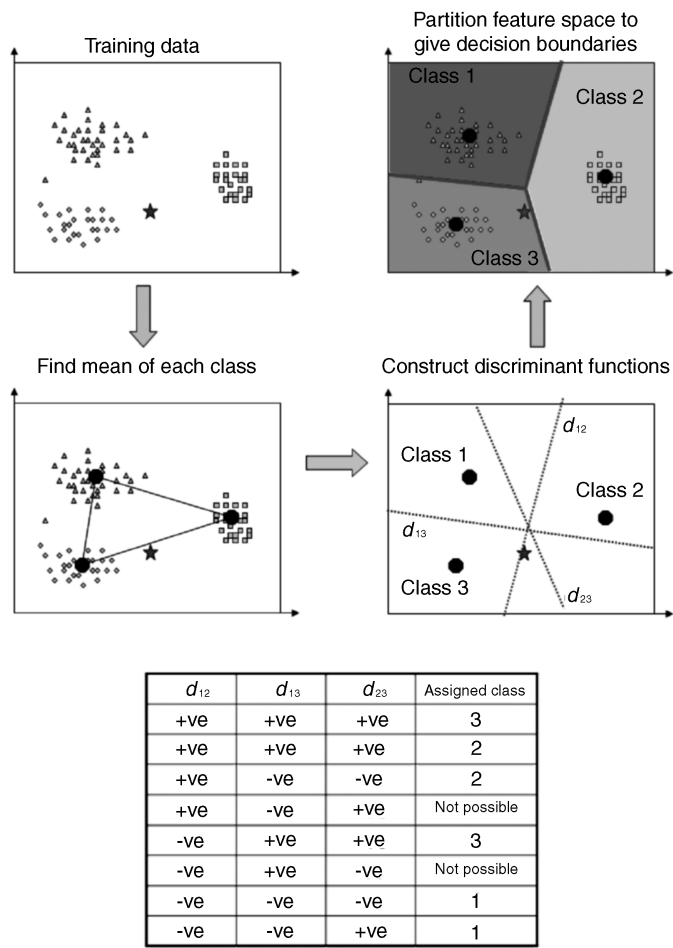 Training data
Partition feature space to
give decision boundaries
Class 1
Class 2
Class 3
Find mean of each class
Construct discriminant functions
Class 1
d12
Class 2
d13
Class 3
d23
d12 d13 d23 Assigned class
+ve +ve +ve 3
+ve +ve +ve 2
+ve -ve -ve 2
+ve -ve +ve Not possible
-ve +ve +ve 3
-ve +ve -ve Not possible
-ve -ve -ve 1
-ve -ve +ve 1